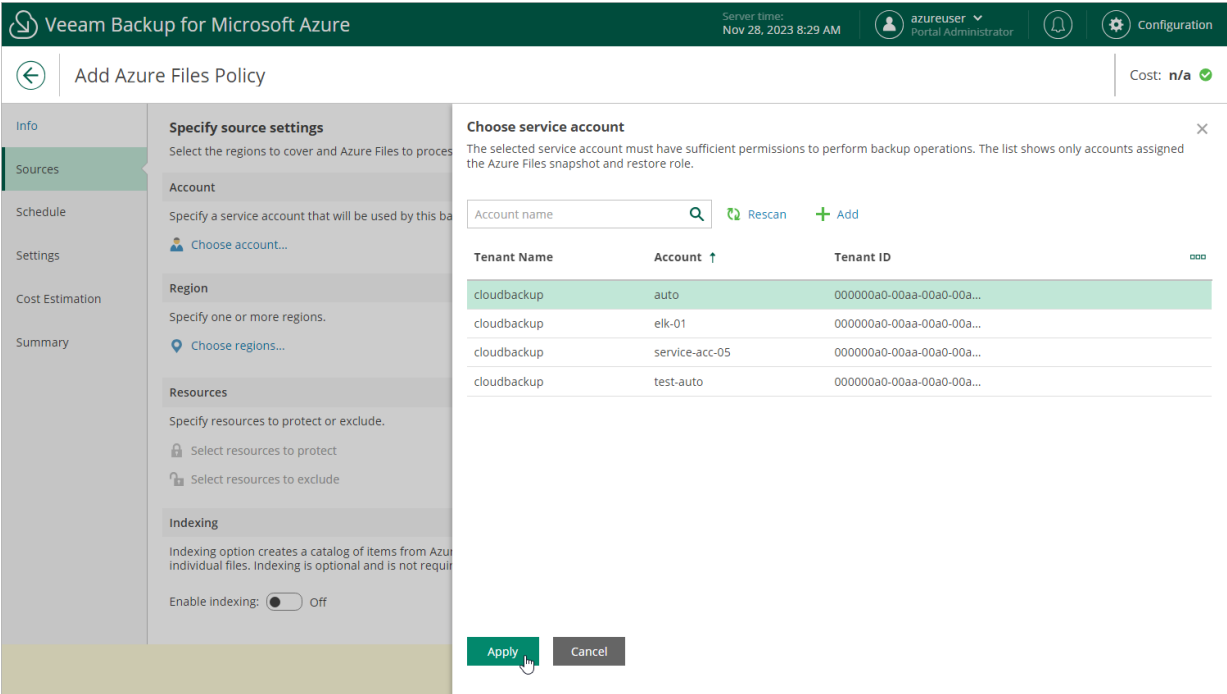 Veeam Backup for Microsoft Azure
Server time:
Nov 28, 2023 8:29 AM
azureuser
Portal Administrator
Configuration
Add Azure Files Policy
Cost: n/a
Info
Sources
Schedule
Settings
Cost Estimation
Summary
Specify source settings
Select the regions to cover and Azure Files to proces
Account
Specify a service account that will be used by this ba
Choose account...
Region
Specify one or more regions.
Choose regions...
Resources
Specify resources to protect or exclude.
Select resources to protect
Select resources to exclude
Indexing
Indexing option creates a catalog of items from Azur
individual files. Indexing is optional and is not requir
Enable indexing: Off
Choose service account
The selected service account must have sufficient permissions to perform backup operations. The list shows only accounts assigned
the Azure Files snapshot and restore role.
Account name
Rescan
Add
Tenant Name Account ↑ Tenant ID
cloudbackup auto 000000a0-00aa-00a0-00a...
cloudbackup elk-01 000000a0-00aa-00a0-00a...
cloudbackup service-acc-05 000000a0-00aa-00a0-00a...
cloudbackup test-auto 000000a0-00aa-00a0-00a...
Apply Cancel